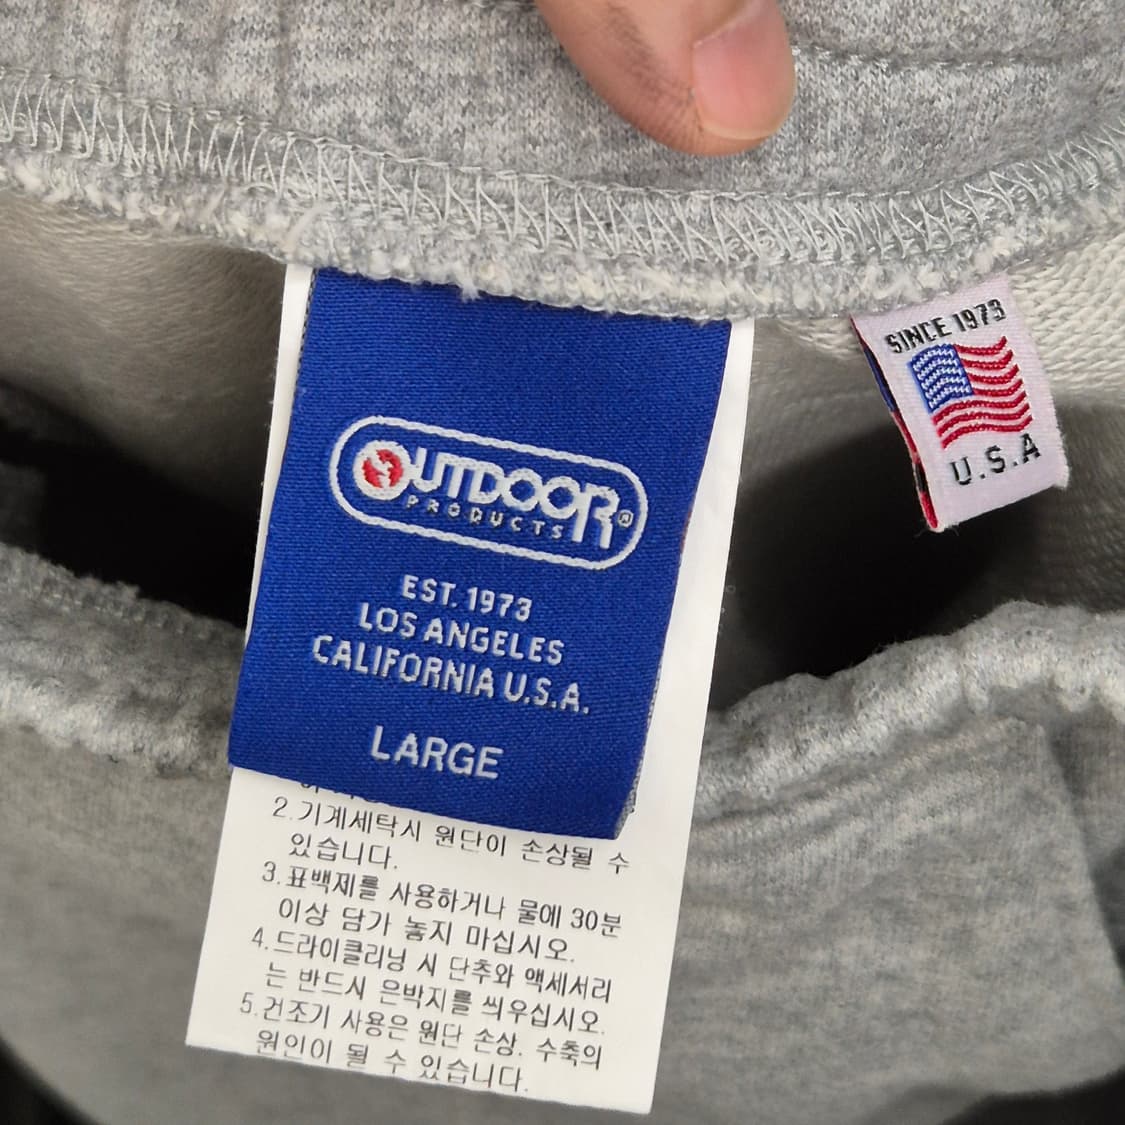 SINCE 1973
U.S.A
OUTDOOR®
PRODUCTS
EST. 1973
LOS ANGELES
CALIFORNIA U.S.A.
LARGE
2.기계세탁시 원단이 손상될 수
있습니다.
3.표백제를 사용하거나 물에 30분
이상 담가 놓지 마십시오.
4.드라이클리닝 시 단추와 액세서리
는 반드시 은박지를 씌우십시오.
5.건조기 사용은 원단 손상, 수축의
원인이 될 수 있습니다.